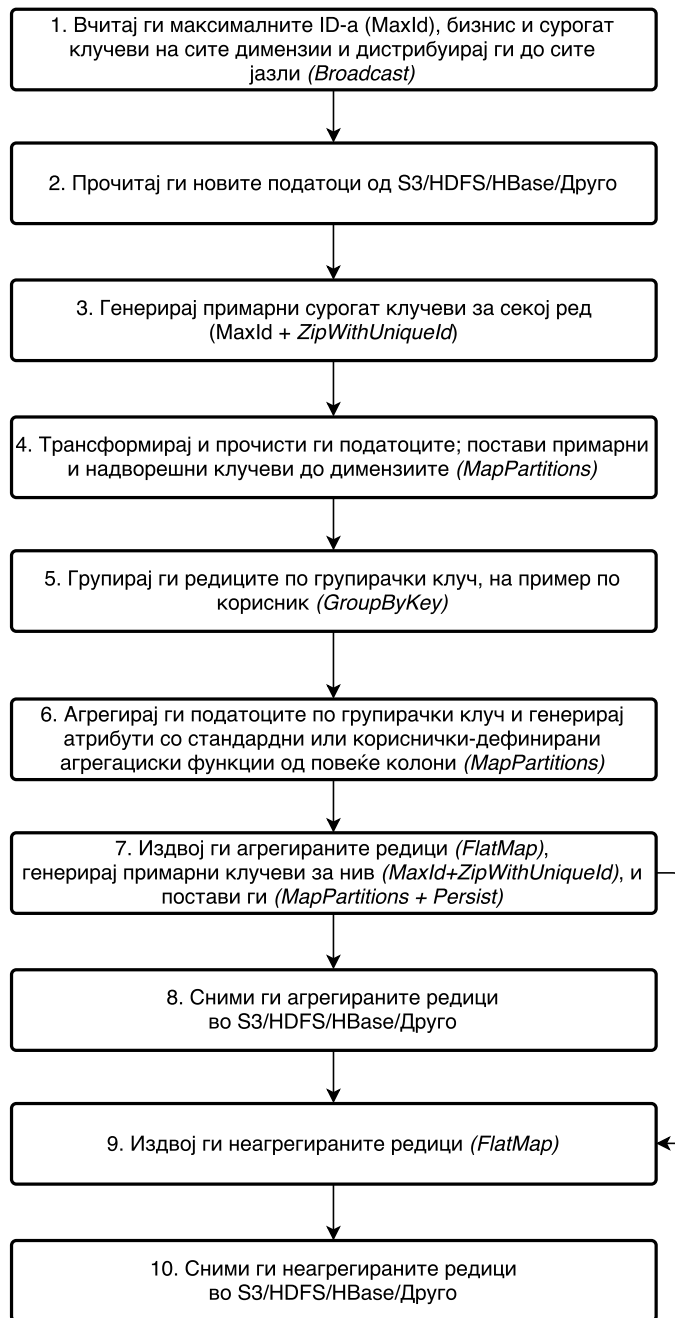 1. Вчитај ги максималните ID-а (MaxId), бизнис и сурогат
клучеви на сите димензии и дистрибуирај ги до сите
јазли (Broadcast)
2. Прочитај ги новите податоци од S3/HDFS/HBase/Друго
3. Генерирај примарни сурогат клучеви за секој ред
(MaxId + ZipWithUniqueId)
4. Трансформирај и прочисти ги податоците; постави примарни
и надворешни клучеви до димензиите (MapPartitions)
5. Групирај ги редиците по групирачки клуч, на пример по
корисник (GroupByKey)
6. Агрегирај ги податоците по групирачки клуч и генерирај
атрибути со стандардни или кориснички-дефинирани
агрегациски функции од повеќе колони (MapPartitions)
7. Издвој ги агрегираните редици (FlatMap),
генерирај примарни клучеви за нив (MaxId+ZipWithUniqueId), и
постави ги (MapPartitions + Persist)
8. Сними ги агрегираните редици
во S3/HDFS/HBase/Друго
9. Издвој ги неагрегираните редици (FlatMap)
10. Сними ги неагрегираните редици
во S3/HDFS/HBase/Друго